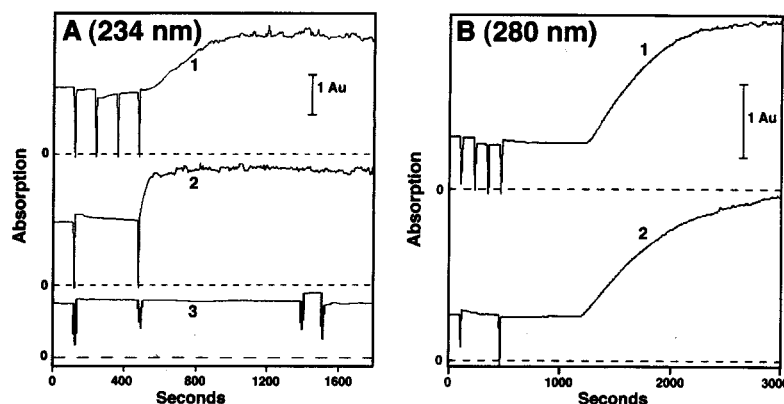 A (234 nm)
1
1 Au
0
2
0
3
0
Absorption
0 400 800 1200 1600
Seconds
B (280 nm)
1
1 Au
0
2
0
Absorption
0 1000 2000 3000
Seconds